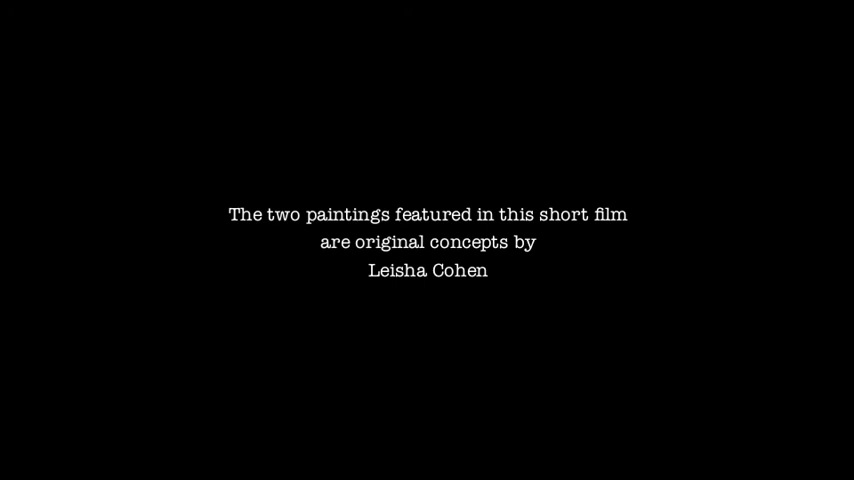 The two paintings featured in this short film
are original concepts by
Leisha Cohen